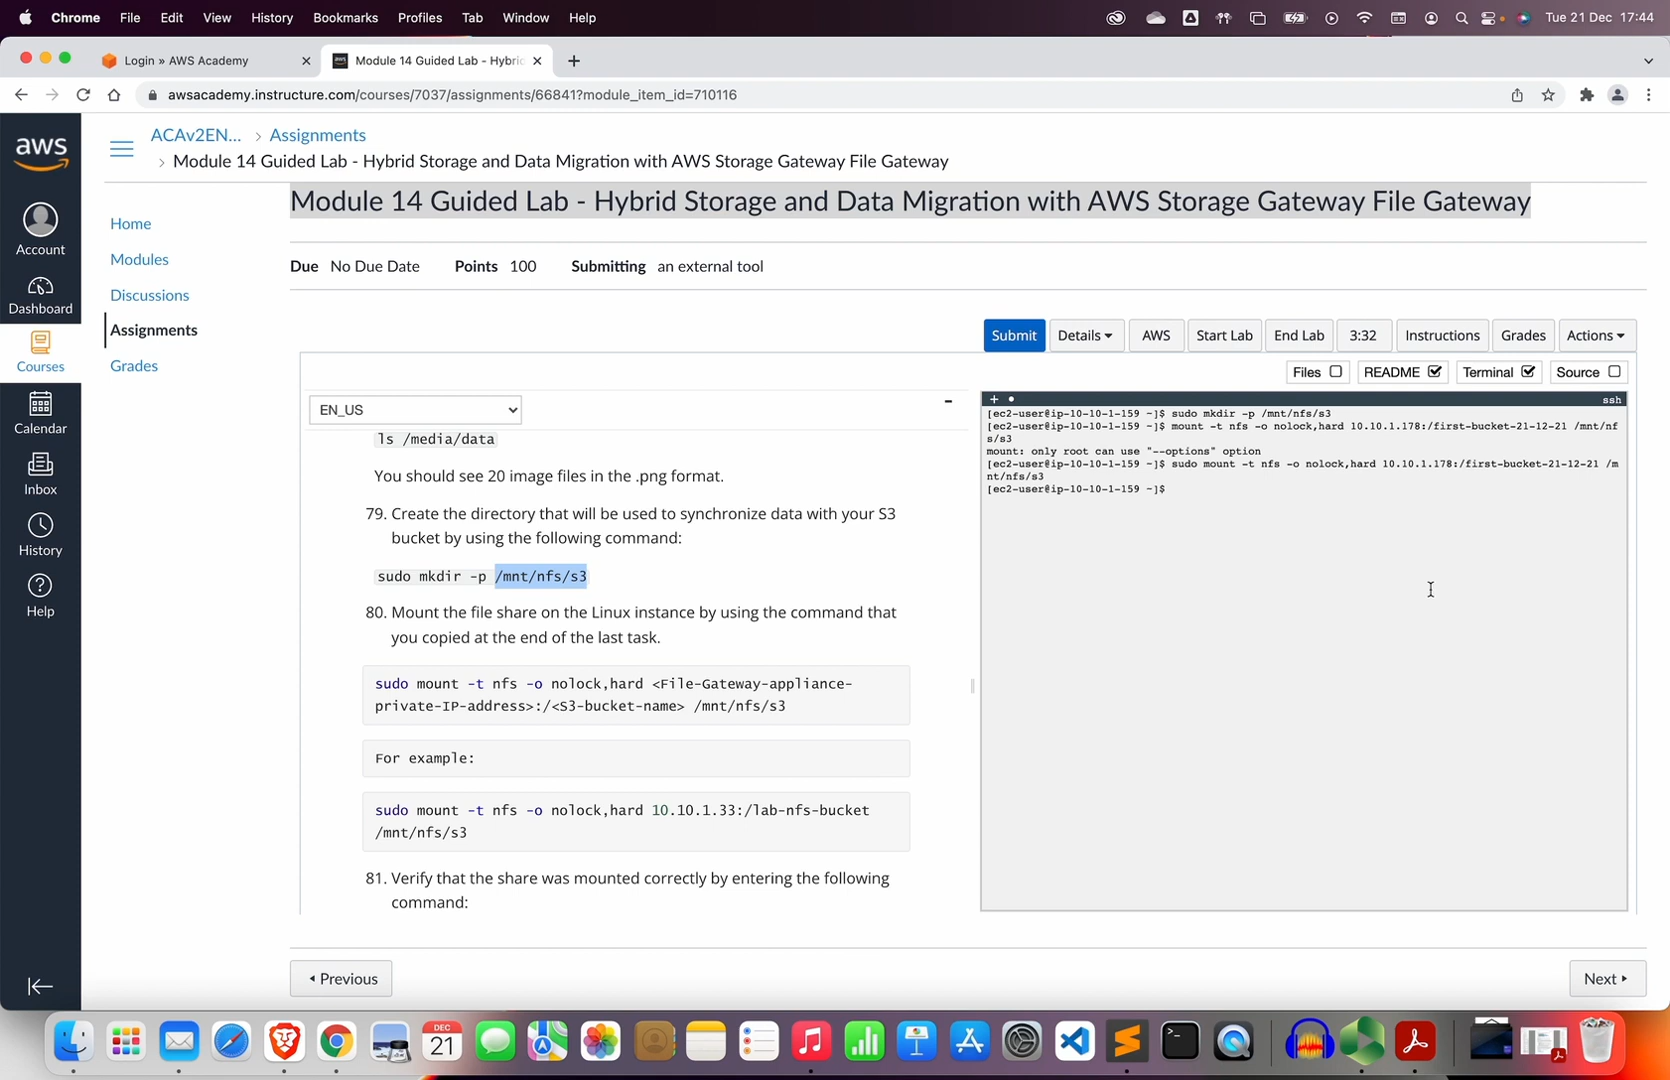 Chrome File Edit View History Bookmarks Profiles Tab Window Help Tue 21 Dec 17:44
Login » AWS Academy
aws Module 14 Guided Lab - Hybrid
awsacademy.instructure.com/courses/7037/assignments/66841?module_item_id=710116
aws
Account
Dashboard
Courses
Calendar
Inbox
History
Help
ACAv2EN... > Assignments
> Module 14 Guided Lab - Hybrid Storage and Data Migration with AWS Storage Gateway File Gateway
Home
Modules
Discussions
Assignments
Grades
Module 14 Guided Lab - Hybrid Storage and Data Migration with AWS Storage Gateway File Gateway
Due No Due Date Points 100 Submitting an external tool
Submit Details AWS Start Lab End Lab 3:32 Instructions Grades Actions
Files README Terminal Source
EN_US
ls /media/data
You should see 20 image files in the .png format.
79. Create the directory that will be used to synchronize data with your S3
bucket by using the following command:
sudo mkdir -p /mnt/nfs/s3
80. Mount the file share on the Linux instance by using the command that
you copied at the end of the last task.
sudo mount -t nfs -o nolock,hard <File-Gateway-appliance-
private-IP-address>:/<S3-bucket-name> /mnt/nfs/s3
For example:
sudo mount -t nfs -o nolock,hard 10.10.1.33:/lab-nfs-bucket
/mnt/nfs/s3
81. Verify that the share was mounted correctly by entering the following
command:
ssh
[ec2-user@ip-10-10-1-159 ~]$ sudo mkdir -p /mnt/nfs/s3
[ec2-user@ip-10-10-1-159 ~]$ mount -t nfs -o nolock,hard 10.10.1.178:/first-bucket-21-12-21 /mnt/nf
s/s3
mount: only root can use "--options" option
[ec2-user@ip-10-10-1-159 ~]$ sudo mount -t nfs -o nolock,hard 10.10.1.178:/first-bucket-21-12-21 /m
nt/nfs/s3
[ec2-user@ip-10-10-1-159 ~]$
Previous
Next
DEC
21